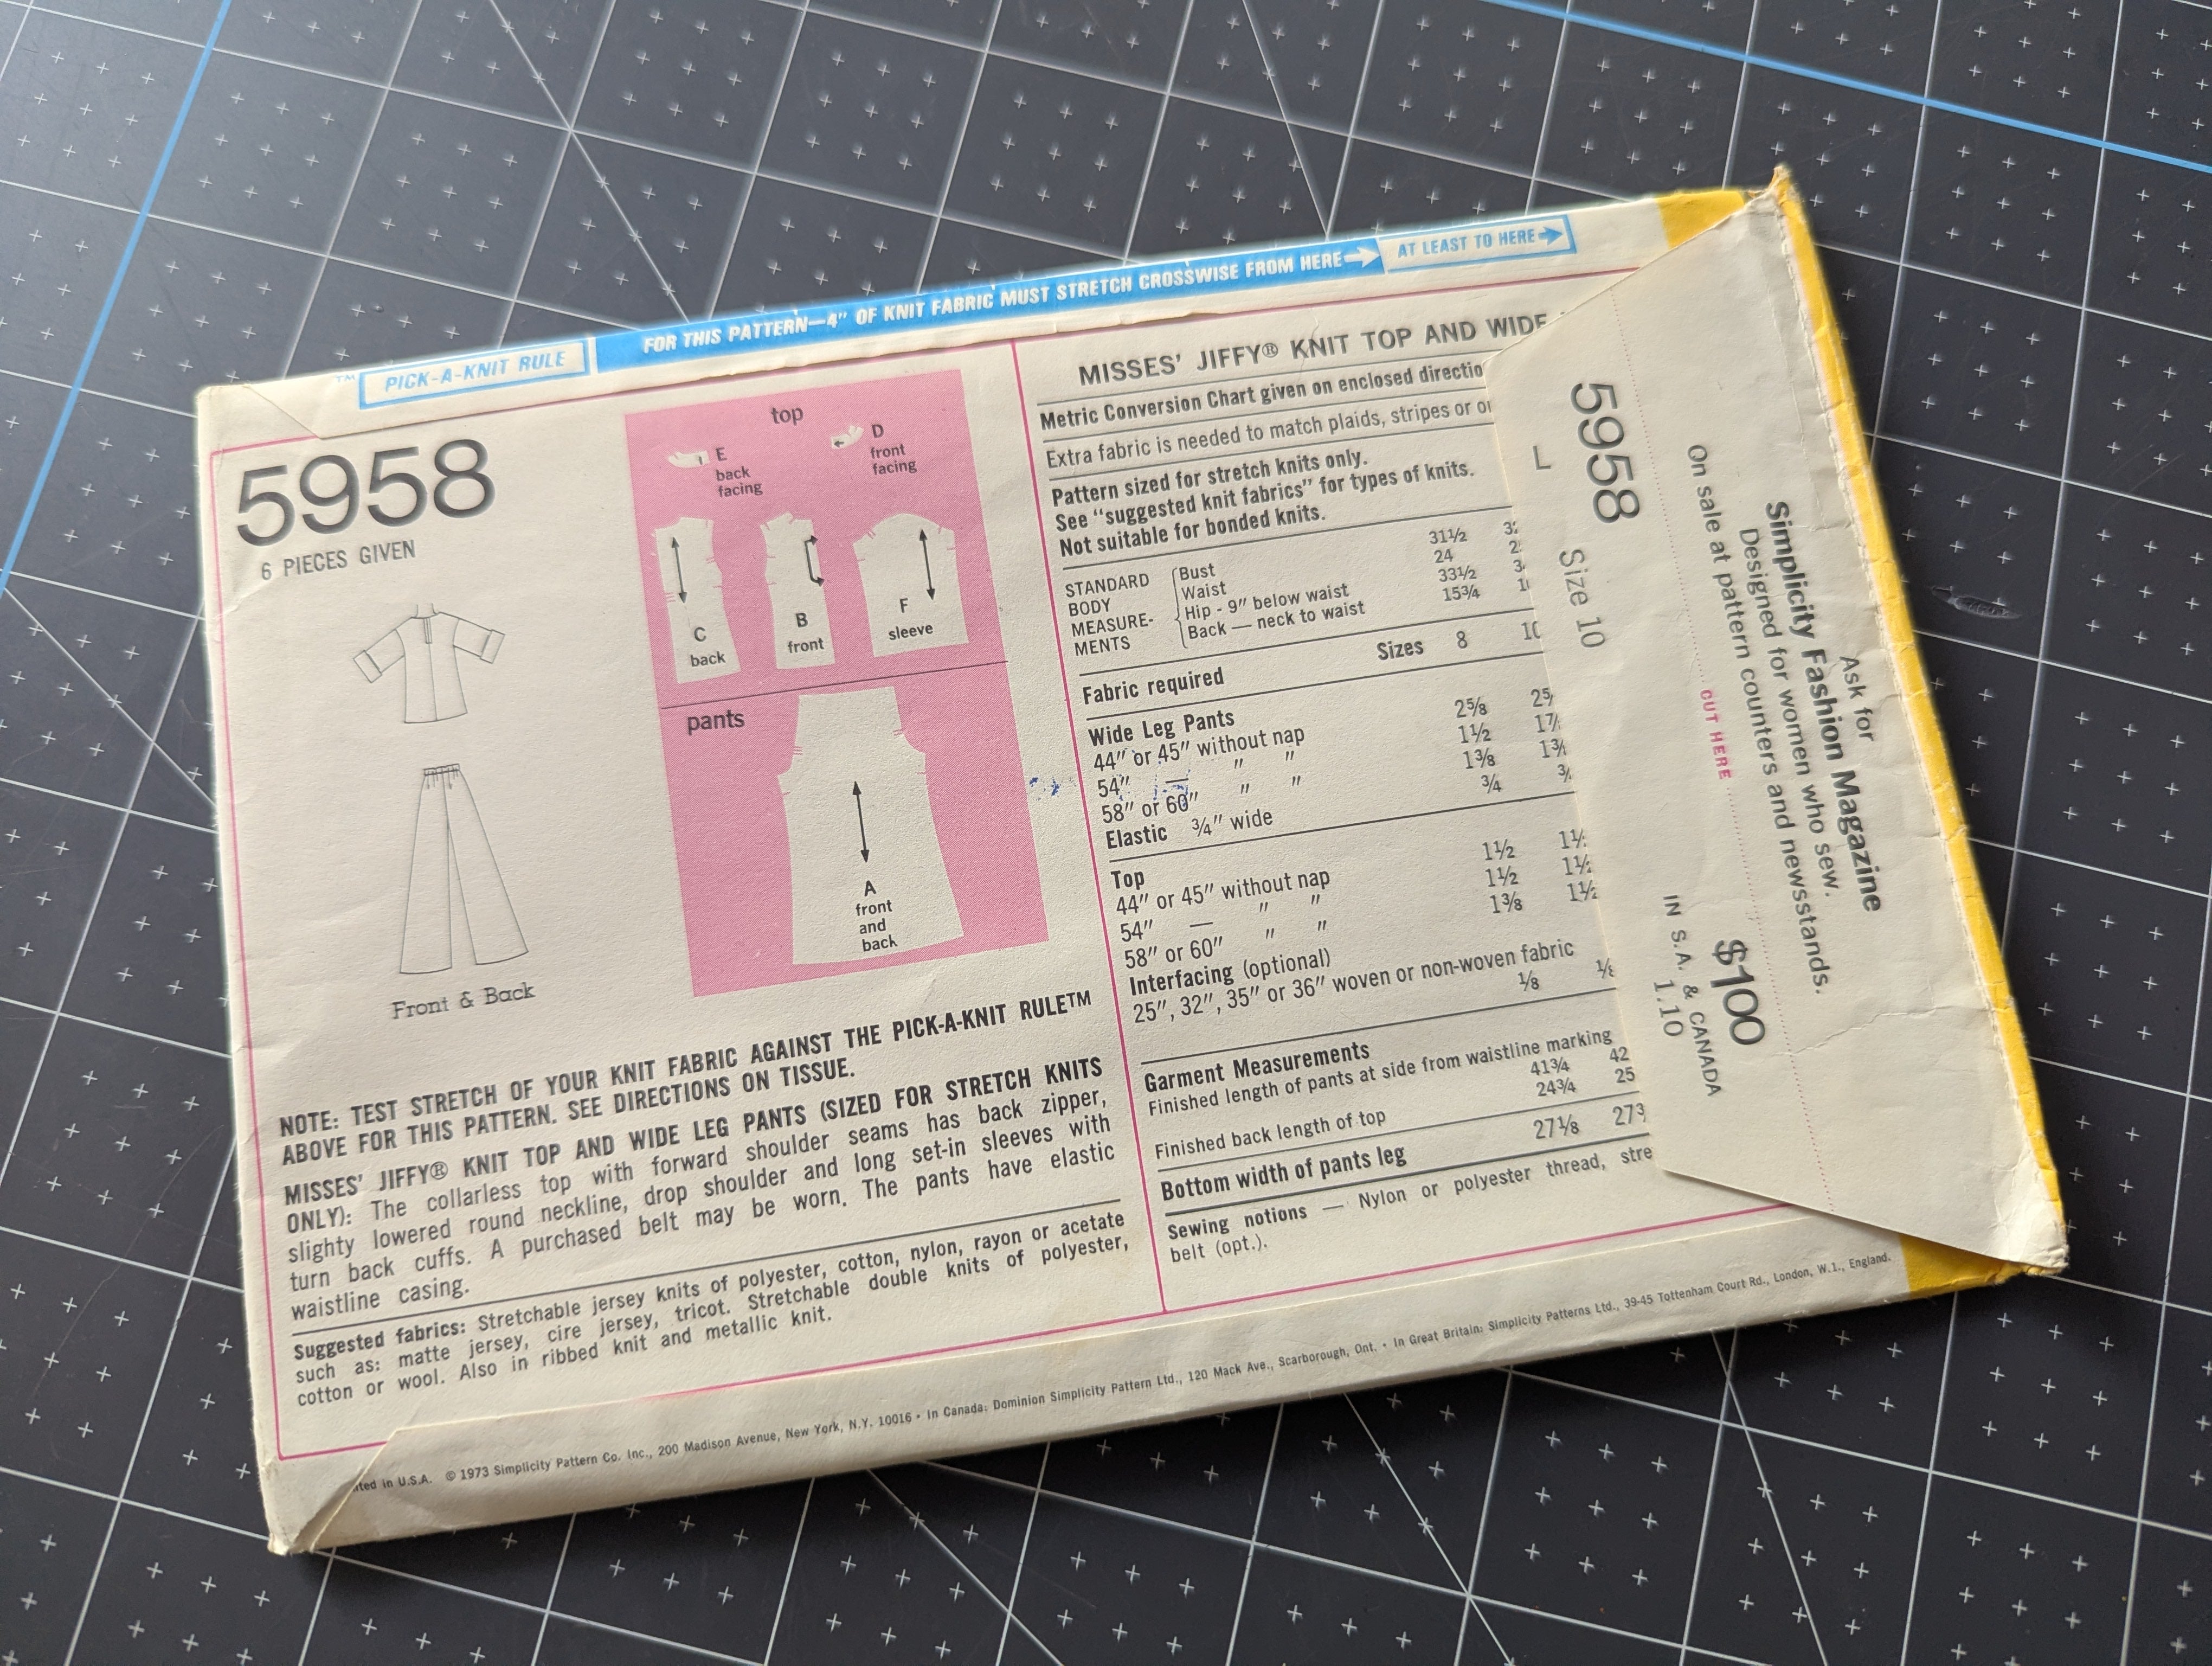 ™ PICK-A-KNIT RULE FOR THIS PATTERN—4" OF KNIT FABRIC MUST STRETCH CROSSWISE FROM HERE AT LEAST TO HERE
5958
6 PIECES GIVEN
Front & Back
top
E
back
facing
D
front
facing
C
back
B
front
F
sleeve
pants
A
front
and
back
NOTE: TEST STRETCH OF YOUR KNIT FABRIC AGAINST THE PICK-A-KNIT RULE™
ABOVE FOR THIS PATTERN. SEE DIRECTIONS ON TISSUE.
MISSES' JIFFY® KNIT TOP AND WIDE LEG PANTS (SIZED FOR STRETCH KNITS
ONLY): The collarless top with forward shoulder seams has back zipper,
slighty lowered round neckline, drop shoulder and long set-in sleeves with
turn back cuffs. A purchased belt may be worn. The pants have elastic
waistline casing.
Suggested fabrics: Stretchable jersey knits of polyester, cotton, nylon, rayon or acetate
such as: matte jersey, cire jersey, tricot. Stretchable double knits of polyester,
cotton or wool. Also in ribbed knit and metallic knit.
MISSES' JIFFY® KNIT TOP AND WIDE
Metric Conversion Chart given on enclosed directio
Extra fabric is needed to match plaids, stripes or
Pattern sized for stretch knits only.
See "suggested knit fabrics" for types of knits.
Not suitable for bonded knits.
STANDARD
BODY
MEASURE-
MENTS
Bust 31½
Waist 24
Hip - 9" below waist 33½
Back — neck to waist 15¾
Fabric required Sizes 8 10
Wide Leg Pants
44" or 45" without nap 2⅝
54" — " " 1½
58" or 60" " " 1⅜
Elastic ¾" wide ¾
Top
44" or 45" without nap 1½
54" — " " 1½
58" or 60" " " 1⅜ 1½
Interfacing (optional)
25", 32", 35" or 36" woven or non-woven fabric
⅛ ⅛
Garment Measurements
Finished length of pants at side from waistline marking
41¾ 42
Finished back length of top 24¾ 25
Bottom width of pants leg 27⅛ 27
Sewing notions — Nylon or polyester thread, stre
belt (opt.).
5958 Size 10
L
On sale at pattern counters and newsstands.
Designed for women who sew.
Simplicity Fashion Magazine
Ask for
CUT HERE
$100
IN S.A. & CANADA
1.10
ted in U.S.A. © 1973 Simplicity Pattern Co. Inc., 200 Madison Avenue, New York, N.Y. 10016 • In Canada: Dominion Simplicity Pattern Ltd., 120 Mack Ave., Scarborough, Ont. • In Great Britain: Simplicity Patterns Ltd., 39-45 Tottenham Court Rd., London, W.1., England.